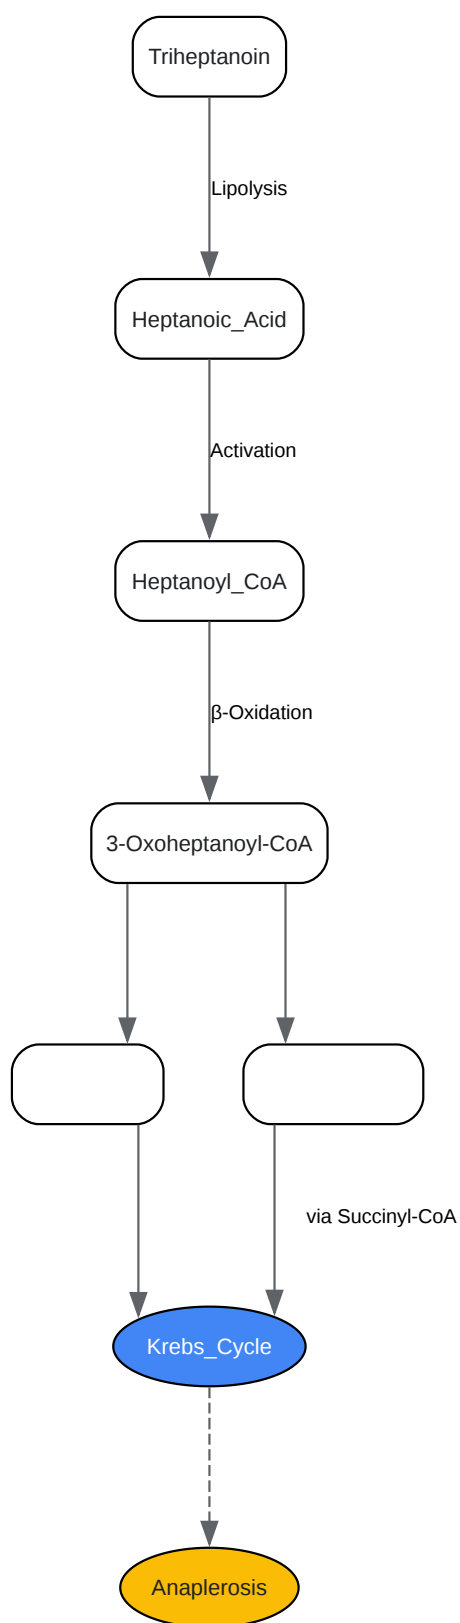 Triheptanoin
Lipolysis
Heptanoic_Acid
Activation
Heptanoyl_CoA
β-Oxidation
3-Oxoheptanoyl-CoA
via Succinyl-CoA
Krebs_Cycle
Anaplerosis